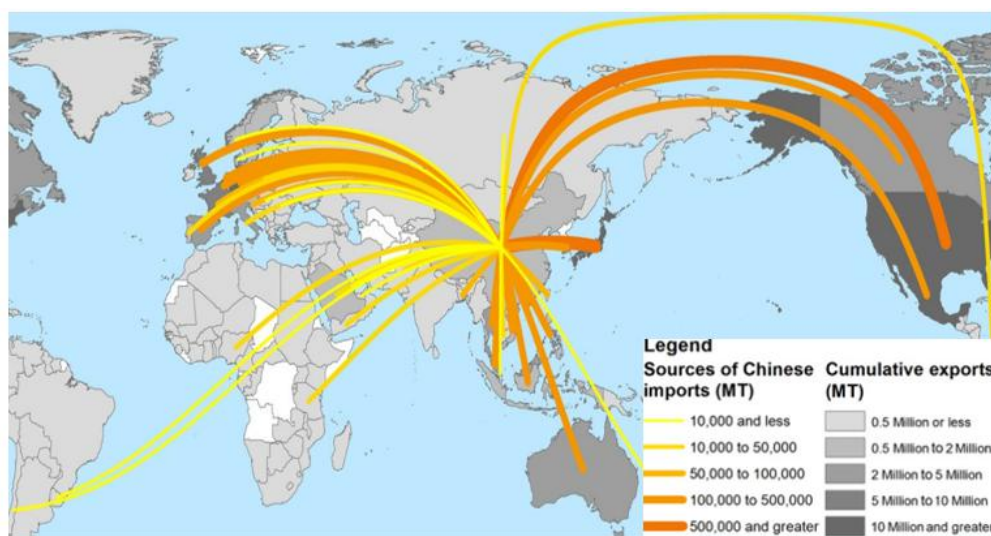 Legend
Sources of Chinese imports (MT)
10,000 and less
10,000 to 50,000
50,000 to 100,000
100,000 to 500,000
500,000 and greater
Cumulative exports (MT)
0.5 Million or less
0.5 Million to 2 Million
2 Million to 5 Million
5 Million to 10 Million
10 Million and greater